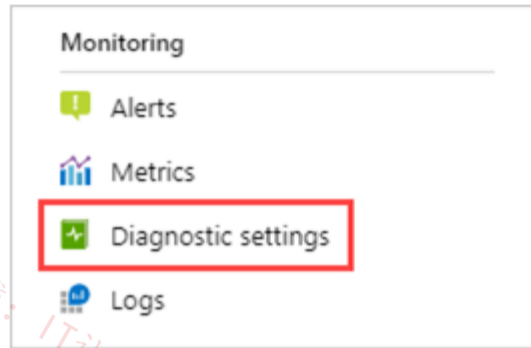 Monitoring
Alerts
Metrics
Diagnostic settings
Logs